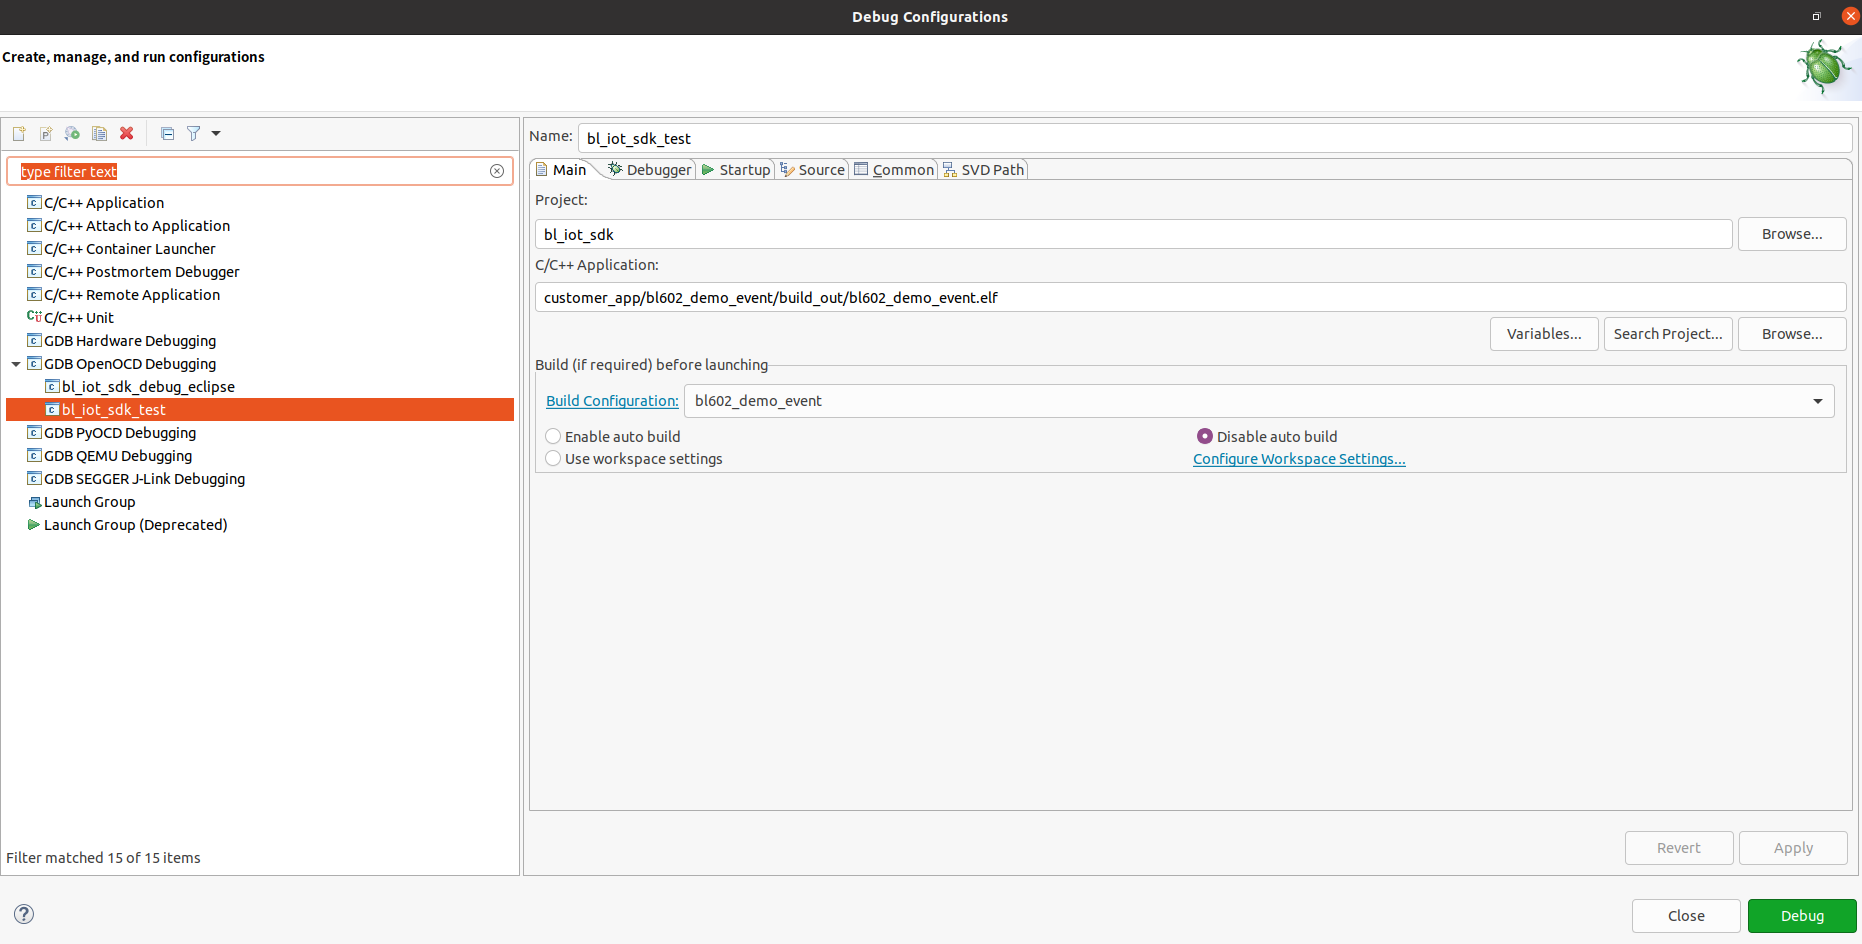 Debug Configurations
Create, manage, and run configurations
type filter text
C/C++ Application
C/C++ Attach to Application
C/C++ Container Launcher
C/C++ Postmortem Debugger
C/C++ Remote Application
C/C++ Unit
GDB Hardware Debugging
GDB OpenOCD Debugging
bl_iot_sdk_debug_eclipse
bl_iot_sdk_test
GDB PyOCD Debugging
GDB QEMU Debugging
GDB SEGGER J-Link Debugging
Launch Group
Launch Group (Deprecated)
Filter matched 15 of 15 items
Name: bl_iot_sdk_test
Main Debugger Startup Source Common SVD Path
Project:
bl_iot_sdk Browse...
C/C++ Application:
customer_app/bl602_demo_event/build_out/bl602_demo_event.elf
Variables... Search Project... Browse...
Build (if required) before launching
Build Configuration: bl602_demo_event
Enable auto build Disable auto build
Use workspace settings Configure Workspace Settings...
Revert Apply
Close Debug